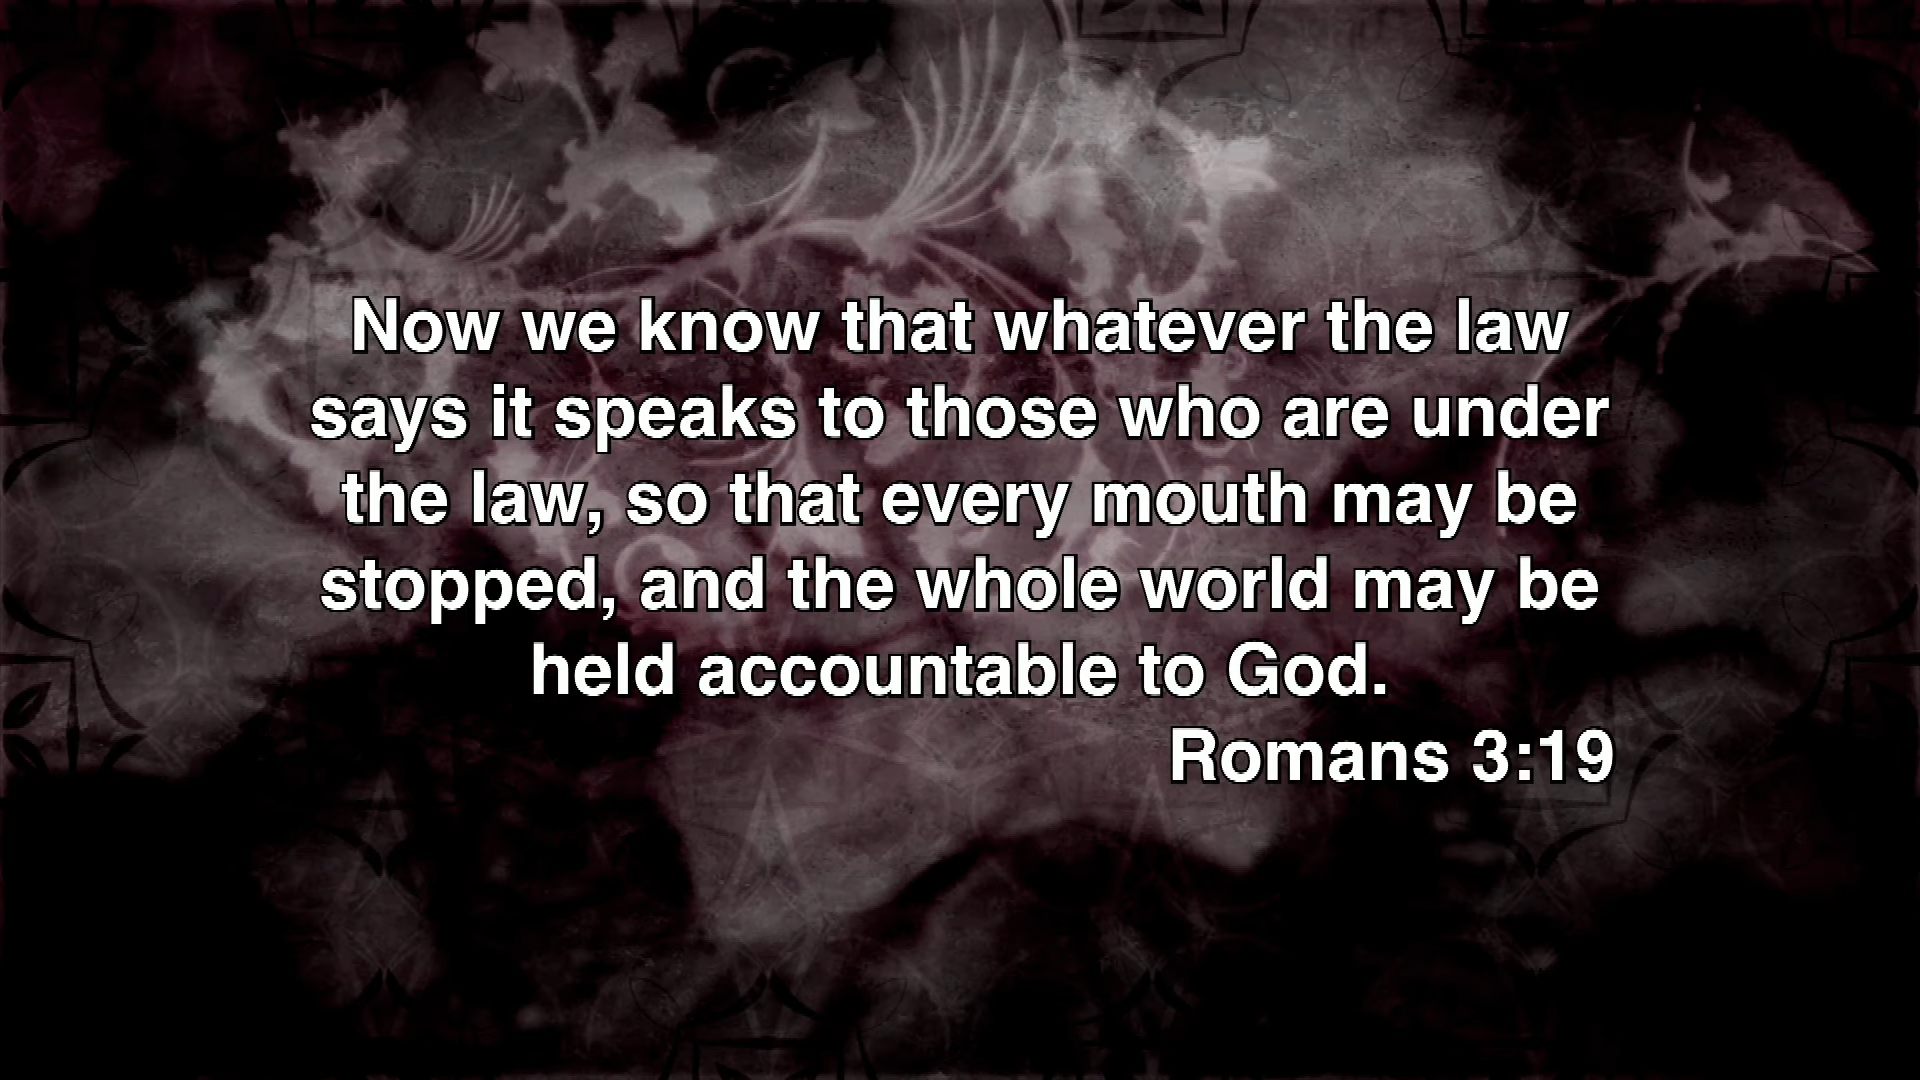 Now we know that whatever the law
says it speaks to those who are under
the law, so that every mouth may be
stopped, and the whole world may be
held accountable to God.
Romans 3:19